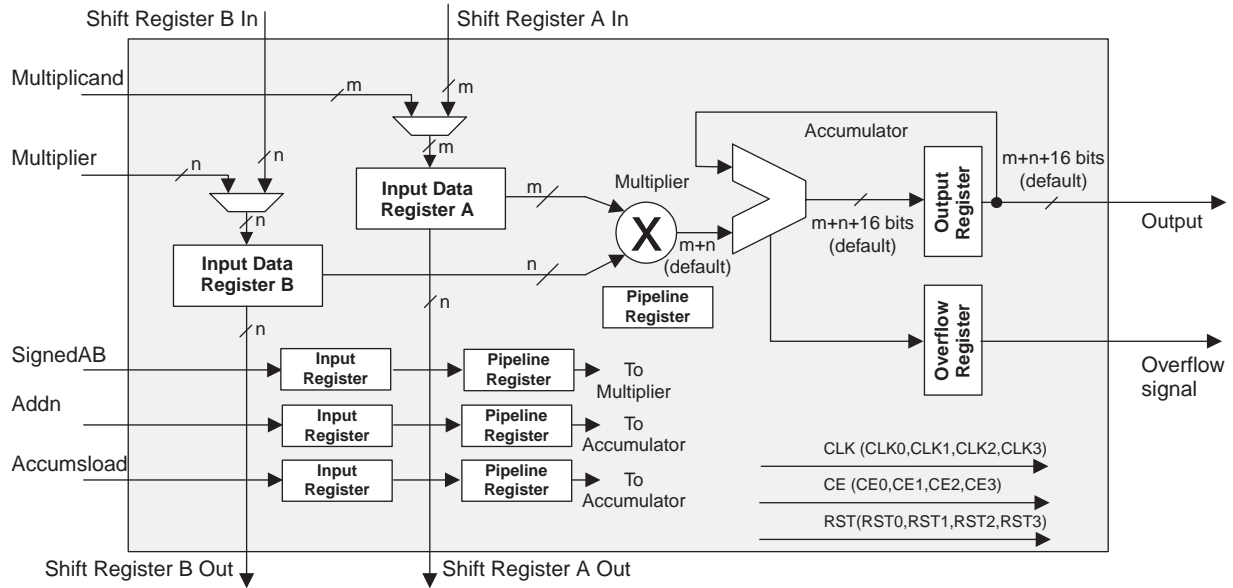 Shift Register B In
Shift Register A In
Multiplicand
m
m
Multiplier
n
n
m
n
Input Data
Register A
m
Multiplier
X
m+n
(default)
Accumulator
m+n+16 bits
(default)
Output
Register
m+n+16 bits
(default)
Output
Input Data
Register B
n
n
n
Pipeline
Register
Overflow
Register
Overflow
signal
SignedAB
Input
Register
Pipeline
Register
To
Multiplier
Addn
Input
Register
Pipeline
Register
To
Accumulator
Accumsload
Input
Register
Pipeline
Register
To
Accumulator
CLK (CLK0,CLK1,CLK2,CLK3)
CE (CE0,CE1,CE2,CE3)
RST(RST0,RST1,RST2,RST3)
Shift Register B Out
Shift Register A Out